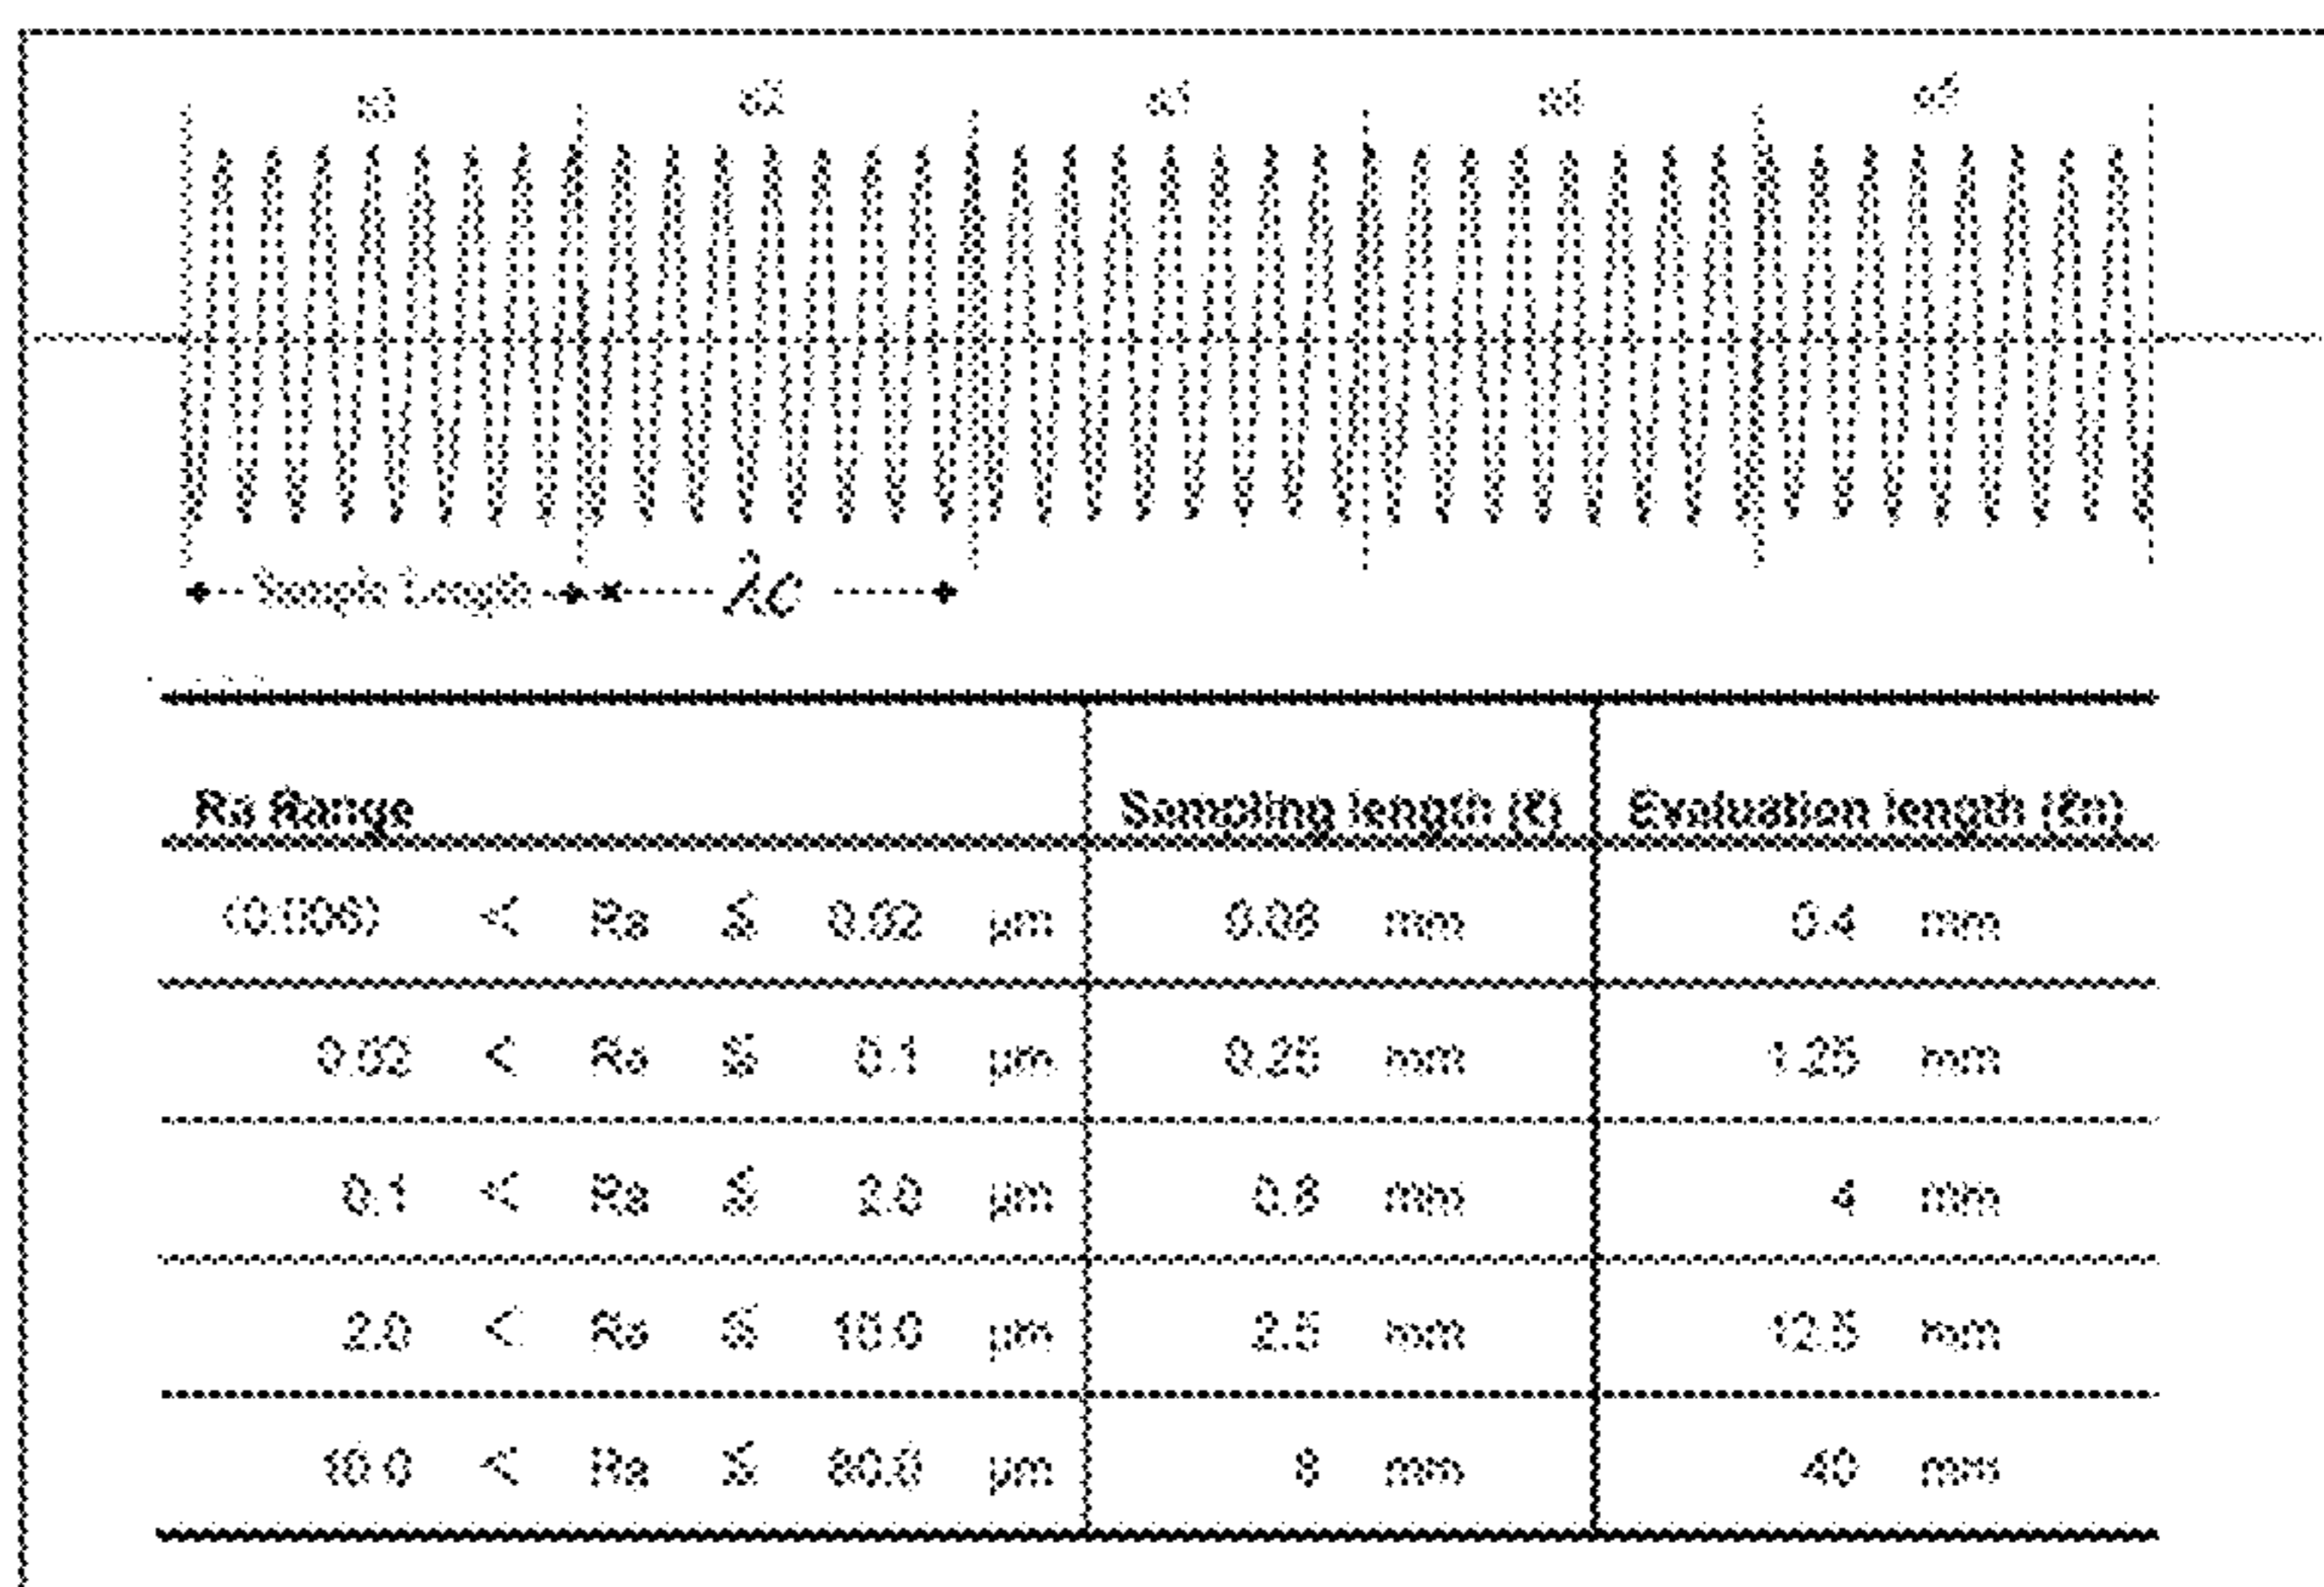 Sample Length λc
Ra Range Sampling length (ℓ) Evaluation length (ℓn)
(0.006) < Ra ≤ 0.02 μm 0.08 mm 0.4 mm
0.02 < Ra ≤ 0.1 μm 0.25 mm 1.25 mm
0.1 < Ra ≤ 2.0 μm 0.8 mm 4 mm
2.0 < Ra ≤ 10.0 μm 2.5 mm 12.5 mm
10.0 < Ra ≤ 80.0 μm 8 mm 40 mm